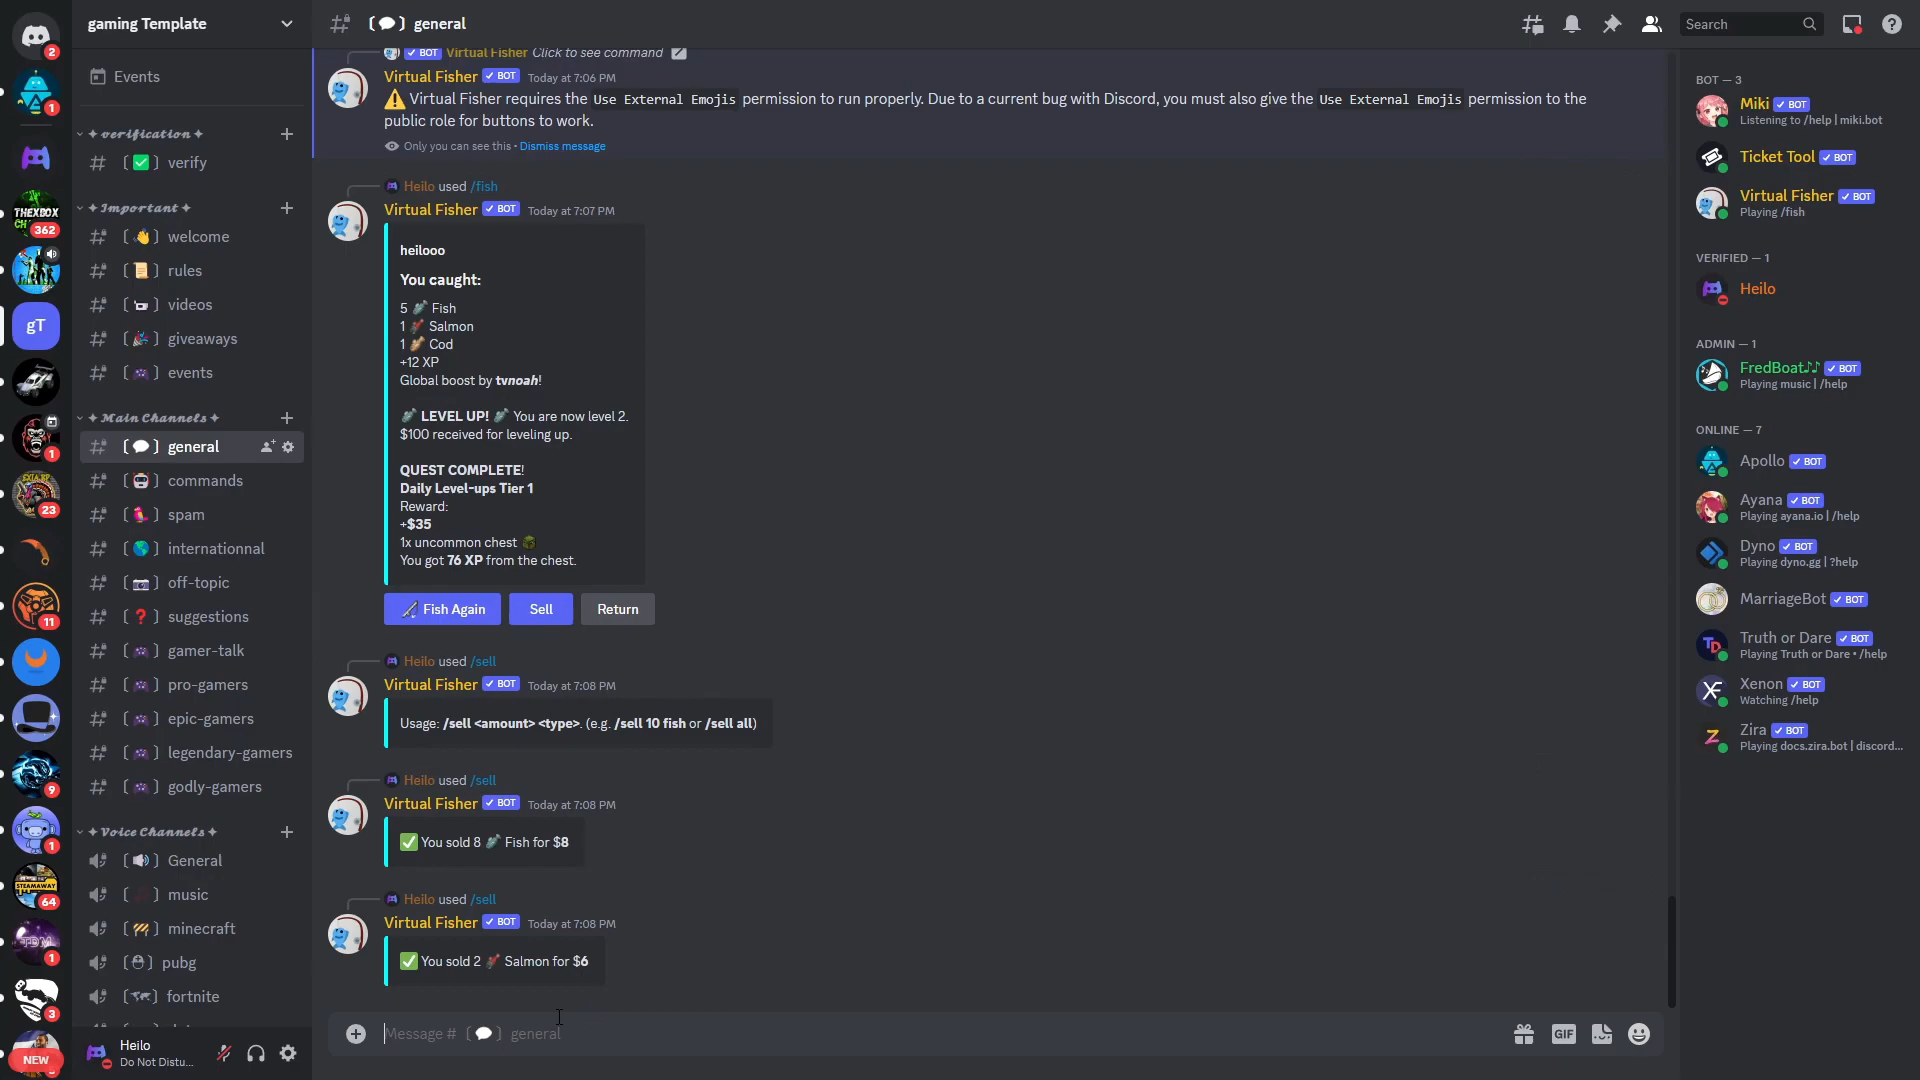 2
1
362
gT
1
23
11
9
1
64
1
3
NEW
gaming Template
Events
✦ 𝓿𝓮𝓻𝓲𝓯𝓲𝓬𝓪𝓽𝓲𝓸𝓷 ✦
〔✅〕verify
✦ 𝓘𝓶𝓹𝓸𝓻𝓽𝓪𝓷𝓽 ✦
〔👋〕welcome
〔📜〕rules
〔📹〕videos
〔🎉〕giveaways
〔🎮〕events
✦ 𝓜𝓪𝓲𝓷 𝓒𝓱𝓪𝓷𝓷𝓮𝓵𝓼 ✦
〔💬〕general
〔🤖〕commands
〔🦜〕spam
〔🌎〕internationnal
〔📷〕off-topic
〔❓〕suggestions
〔🎮〕gamer-talk
〔🎮〕pro-gamers
〔🎮〕epic-gamers
〔🎮〕legendary-gamers
〔🎮〕godly-gamers
✦ 𝓥𝓸𝓲𝓬𝓮 𝓒𝓱𝓪𝓷𝓷𝓮𝓵𝓼 ✦
〔🔊〕General
〔 〕music
〔🚧〕minecraft
〔⛑〕pubg
〔🗺〕fortnite
Heilo
Do Not Distu...
〔💬〕general
Search
✓ BOT Virtual Fisher Click to see command
Virtual Fisher ✓ BOT Today at 7:06 PM
⚠️ Virtual Fisher requires the Use External Emojis permission to run properly. Due to a current bug with Discord, you must also give the Use External Emojis permission to the
public role for buttons to work.
Only you can see this • Dismiss message
Heilo used /fish
Virtual Fisher ✓ BOT Today at 7:07 PM
heilooo
You caught:
5 Fish
1 Salmon
1 Cod
+12 XP
Global boost by tvnoah!
LEVEL UP! You are now level 2.
$100 received for leveling up.
QUEST COMPLETE!
Daily Level-ups Tier 1
Reward:
+$35
1x uncommon chest
You got 76 XP from the chest.
Fish Again Sell Return
Heilo used /sell
Virtual Fisher ✓ BOT Today at 7:08 PM
Usage: /sell <amount> <type>. (e.g. /sell 10 fish or /sell all)
Heilo used /sell
Virtual Fisher ✓ BOT Today at 7:08 PM
✅ You sold 8 Fish for $8
Heilo used /sell
Virtual Fisher ✓ BOT Today at 7:08 PM
✅ You sold 2 Salmon for $6
Message #〔💬〕general
GIF
BOT — 3
Miki ✓ BOT
Listening to /help | miki.bot
Ticket Tool ✓ BOT
Virtual Fisher ✓ BOT
Playing /fish
VERIFIED — 1
Heilo
ADMIN — 1
FredBoat♪♪ ✓ BOT
Playing music | /help
ONLINE — 7
Apollo ✓ BOT
Ayana ✓ BOT
Playing ayana.io | /help
Dyno ✓ BOT
Playing dyno.gg | ?help
MarriageBot ✓ BOT
Truth or Dare ✓ BOT
Playing Truth or Dare • /help
Xenon ✓ BOT
Watching /help
Zira ✓ BOT
Playing docs.zira.bot | discord...